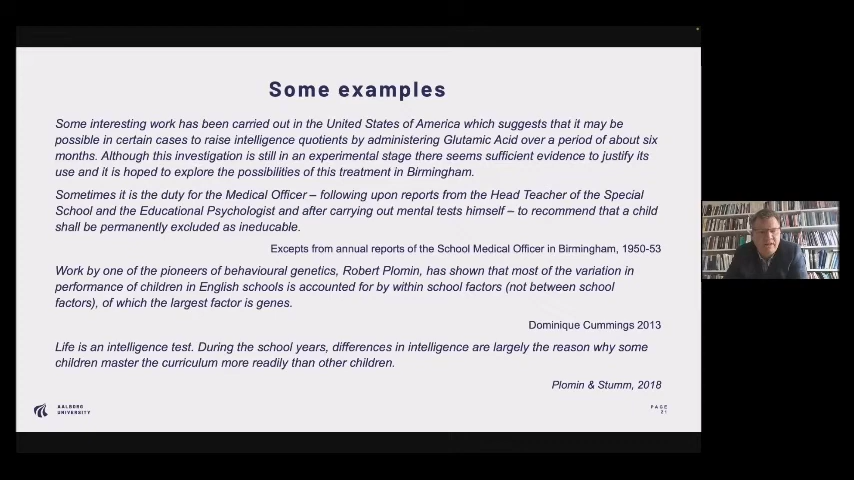 Some examples
Some interesting work has been carried out in the United States of America which suggests that it may be
possible in certain cases to raise intelligence quotients by administering Glutamic Acid over a period of about six
months. Although this investigation is still in an experimental stage there seems sufficient evidence to justify its
use and it is hoped to explore the possibilities of this treatment in Birmingham.
Sometimes it is the duty for the Medical Officer – following upon reports from the Head Teacher of the Special
School and the Educational Psychologist and after carrying out mental tests himself – to recommend that a child
shall be permanently excluded as ineducable.
Excepts from annual reports of the School Medical Officer in Birmingham, 1950-53
Work by one of the pioneers of behavioural genetics, Robert Plomin, has shown that most of the variation in
performance of children in English schools is accounted for by within school factors (not between school
factors), of which the largest factor is genes.
Dominique Cummings 2013
Life is an intelligence test. During the school years, differences in intelligence are largely the reason why some
children master the curriculum more readily than other children.
Plomin & Stumm, 2018
AALBORG
UNIVERSITY
PAGE
21